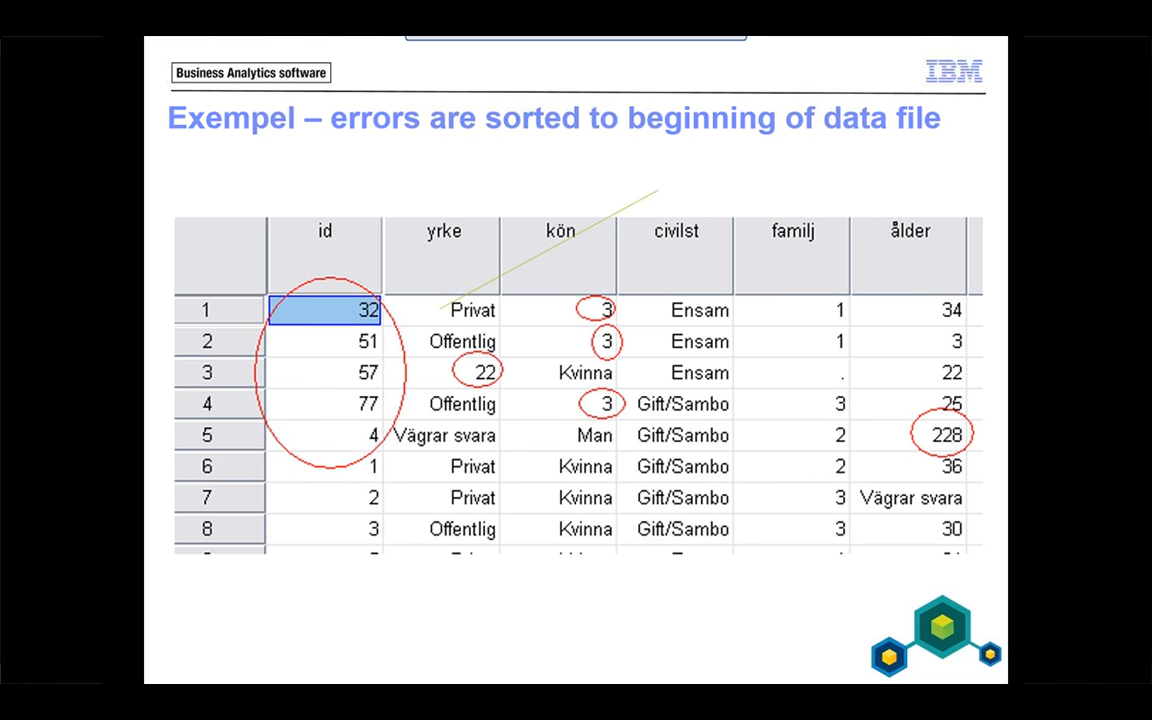 Business Analytics software
IBM
Exempel – errors are sorted to beginning of data file
id yrke kön civilst familj ålder
1 32 Privat 3 Ensam 1 34
2 51 Offentlig 3 Ensam 1 3
3 57 22 Kvinna Ensam . 22
4 77 Offentlig 3 Gift/Sambo 3 25
5 4 Vägrar svara Man Gift/Sambo 2 228
6 1 Privat Kvinna Gift/Sambo 2 36
7 2 Privat Kvinna Gift/Sambo 3 Vägrar svara
8 3 Offentlig Kvinna Gift/Sambo 3 30